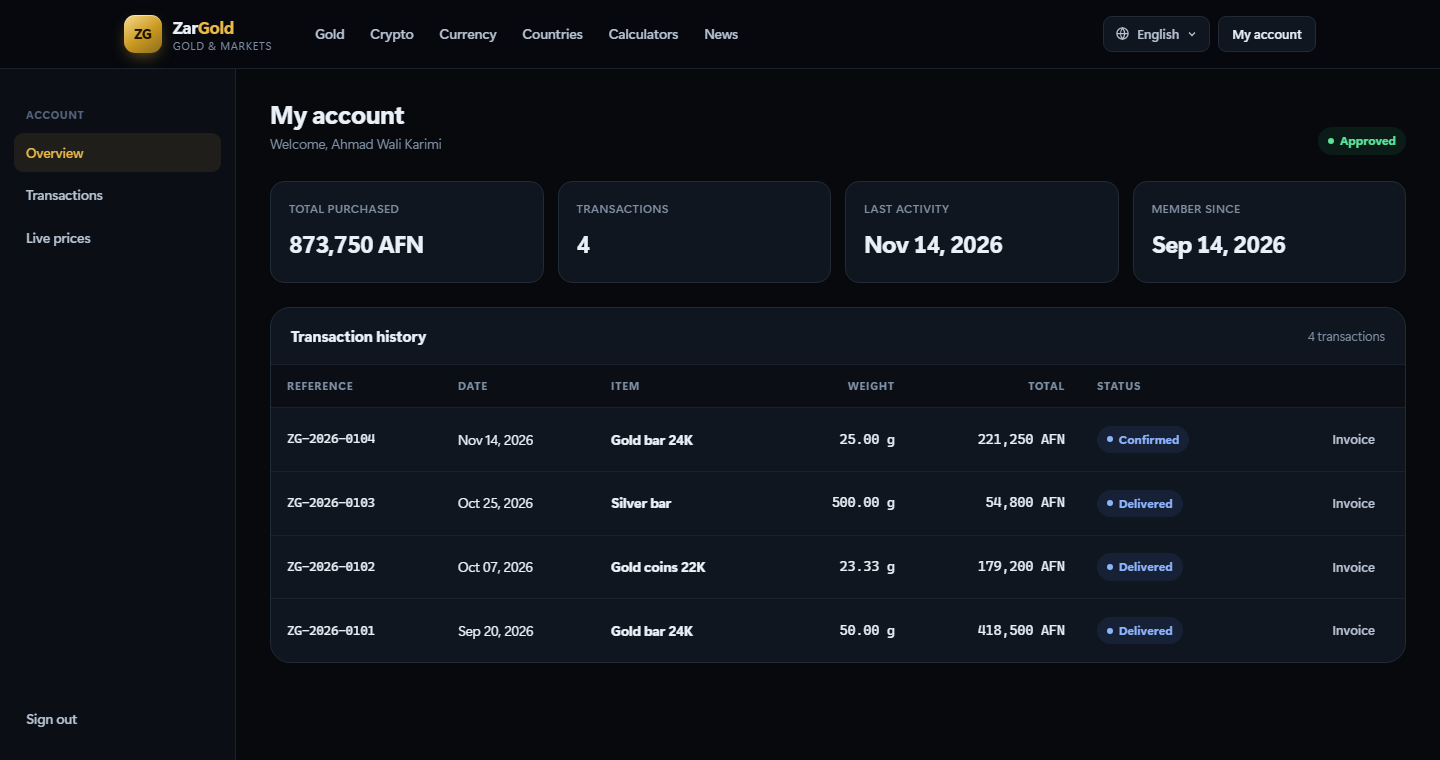 ZG
ZarGold
GOLD & MARKETS
Gold Crypto Currency Countries Calculators News
English
My account
ACCOUNT
Overview
Transactions
Live prices
Sign out
My account
Welcome, Ahmad Wali Karimi
Approved
TOTAL PURCHASED
873,750 AFN
TRANSACTIONS
4
LAST ACTIVITY
Nov 14, 2026
MEMBER SINCE
Sep 14, 2026
Transaction history
4 transactions
REFERENCE DATE ITEM WEIGHT TOTAL STATUS
ZG-2026-0104 Nov 14, 2026 Gold bar 24K 25.00 g 221,250 AFN Confirmed Invoice
ZG-2026-0103 Oct 25, 2026 Silver bar 500.00 g 54,800 AFN Delivered Invoice
ZG-2026-0102 Oct 07, 2026 Gold coins 22K 23.33 g 179,200 AFN Delivered Invoice
ZG-2026-0101 Sep 20, 2026 Gold bar 24K 50.00 g 418,500 AFN Delivered Invoice